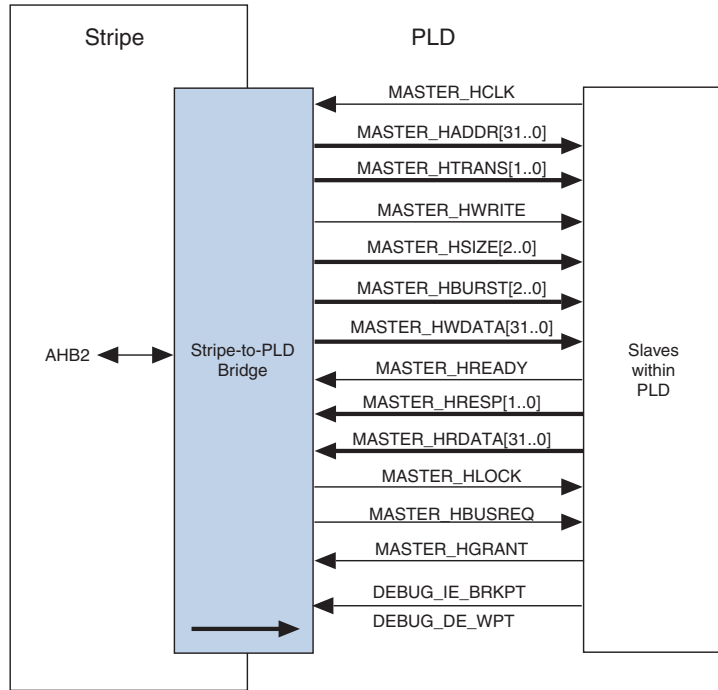 Stripe
PLD
MASTER_HCLK
MASTER_HADDR[31..0]
MASTER_HTRANS[1..0]
MASTER_HWRITE
MASTER_HSIZE[2..0]
MASTER_HBURST[2..0]
MASTER_HWDATA[31..0]
AHB2
Stripe-to-PLD
Bridge
Slaves
within
PLD
MASTER_HREADY
MASTER_HRESP[1..0]
MASTER_HRDATA[31..0]
MASTER_HLOCK
MASTER_HBUSREQ
MASTER_HGRANT
DEBUG_IE_BRKPT
DEBUG_DE_WPT